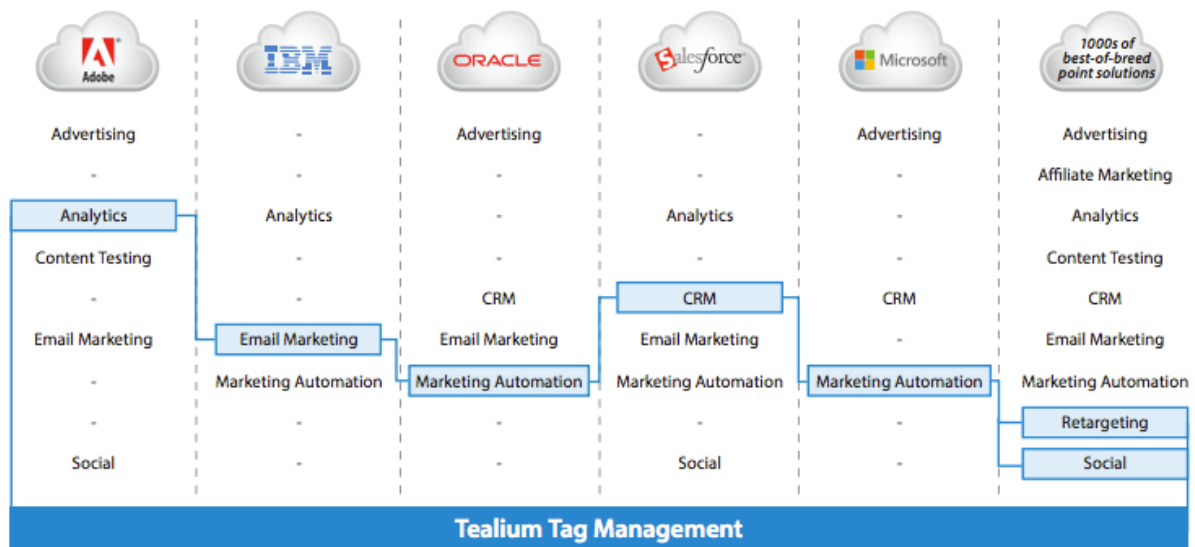 Adobe
IBM
ORACLE
Salesforce
Microsoft
1000s of
best-of-breed
point solutions
Advertising - Advertising - Advertising Advertising
- - - - - Affiliate Marketing
Analytics Analytics - Analytics - Analytics
Content Testing - - - - Content Testing
- - CRM CRM CRM CRM
Email Marketing Email Marketing Email Marketing Email Marketing - Email Marketing
- Marketing Automation Marketing Automation Marketing Automation Marketing Automation Marketing Automation
- - - - - Retargeting
Social - - Social - Social
Tealium Tag Management